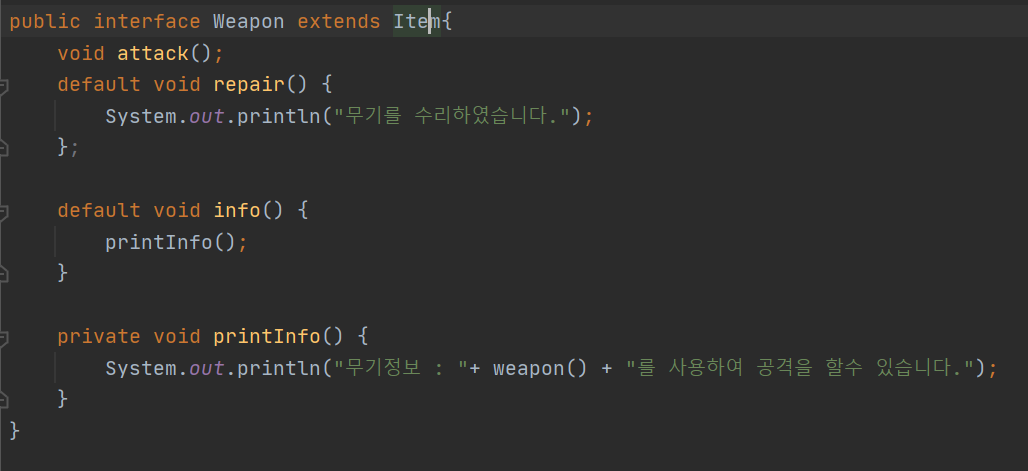 public interface Weapon extends Item{
    void attack();
    default void repair() {
        System.out.println("무기를 수리하였습니다.");
    };

    default void info() {
        printInfo();
    }

    private void printInfo() {
        System.out.println("무기정보 : "+ weapon() + "를 사용하여 공격을 할수 있습니다.");
    }
}